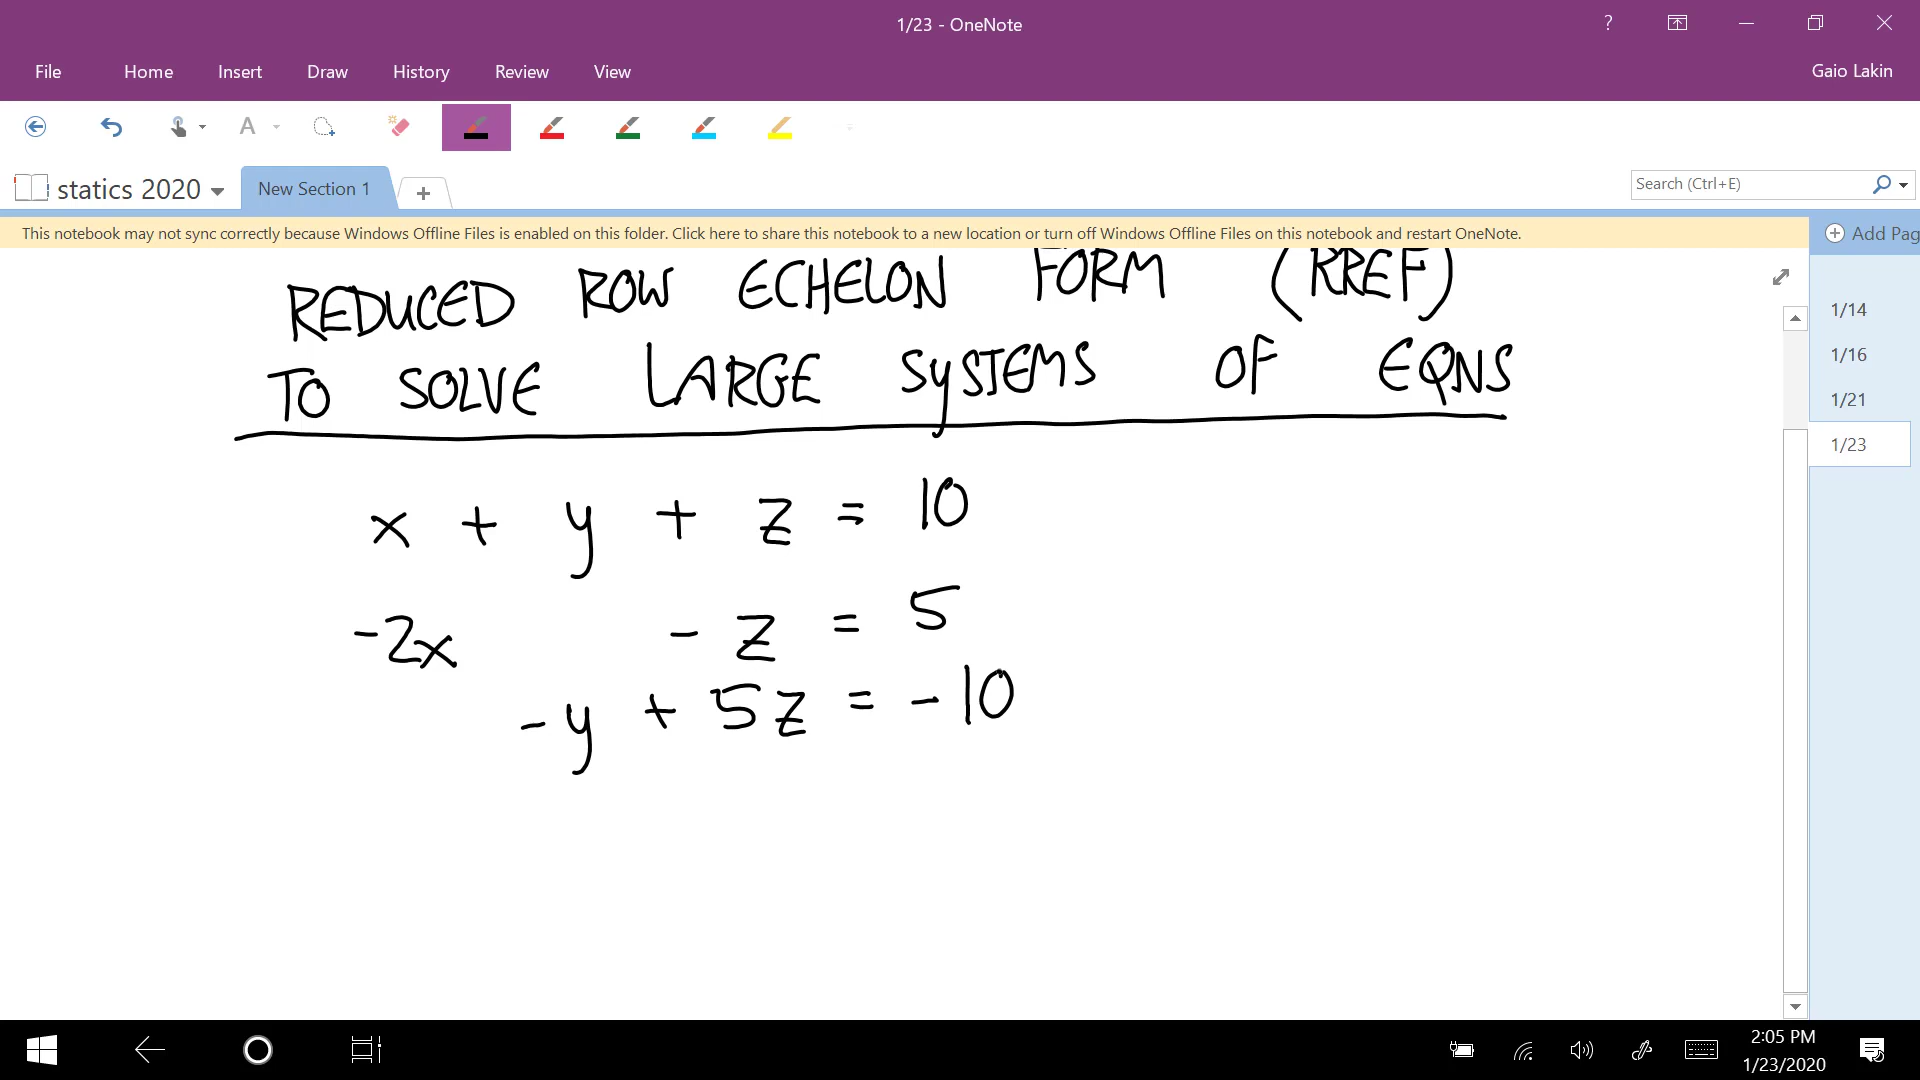 1/23 - OneNote
?
File Home Insert Draw History Review View
Gaio Lakin
A
statics 2020
New Section 1
+
Search (Ctrl+E)
This notebook may not sync correctly because Windows Offline Files is enabled on this folder. Click here to share this notebook to a new location or turn off Windows Offline Files on this notebook and restart OneNote.
Add Pag
1/14
1/16
1/21
1/23
REDUCED ROW ECHELON FORM (RREF)
TO SOLVE LARGE SYSTEMS OF EQNS
x + y + z = 10
-2x - z = 5
-y + 5z = -10
2:05 PM
1/23/2020